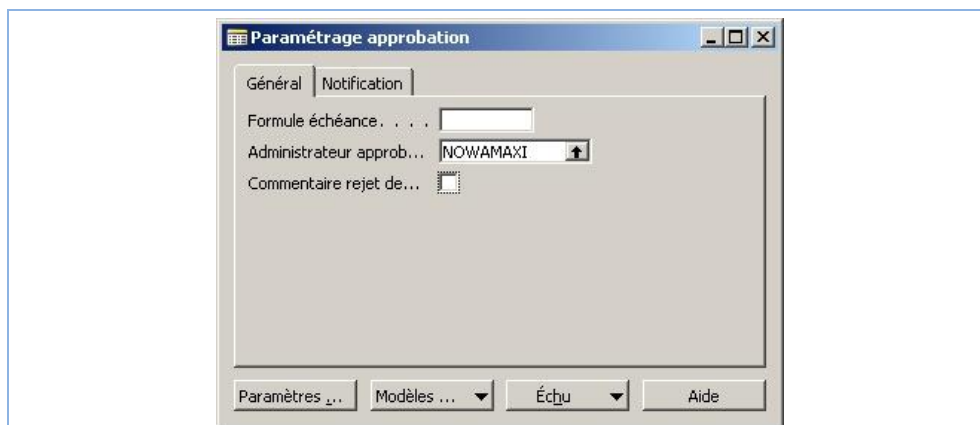 Paramétrage approbation
Général Notification
Formule échéance. . . .
Administrateur approb... NOWAMAXI
Commentaire rejet de...
Paramètres ... Modèles ... Échu Aide